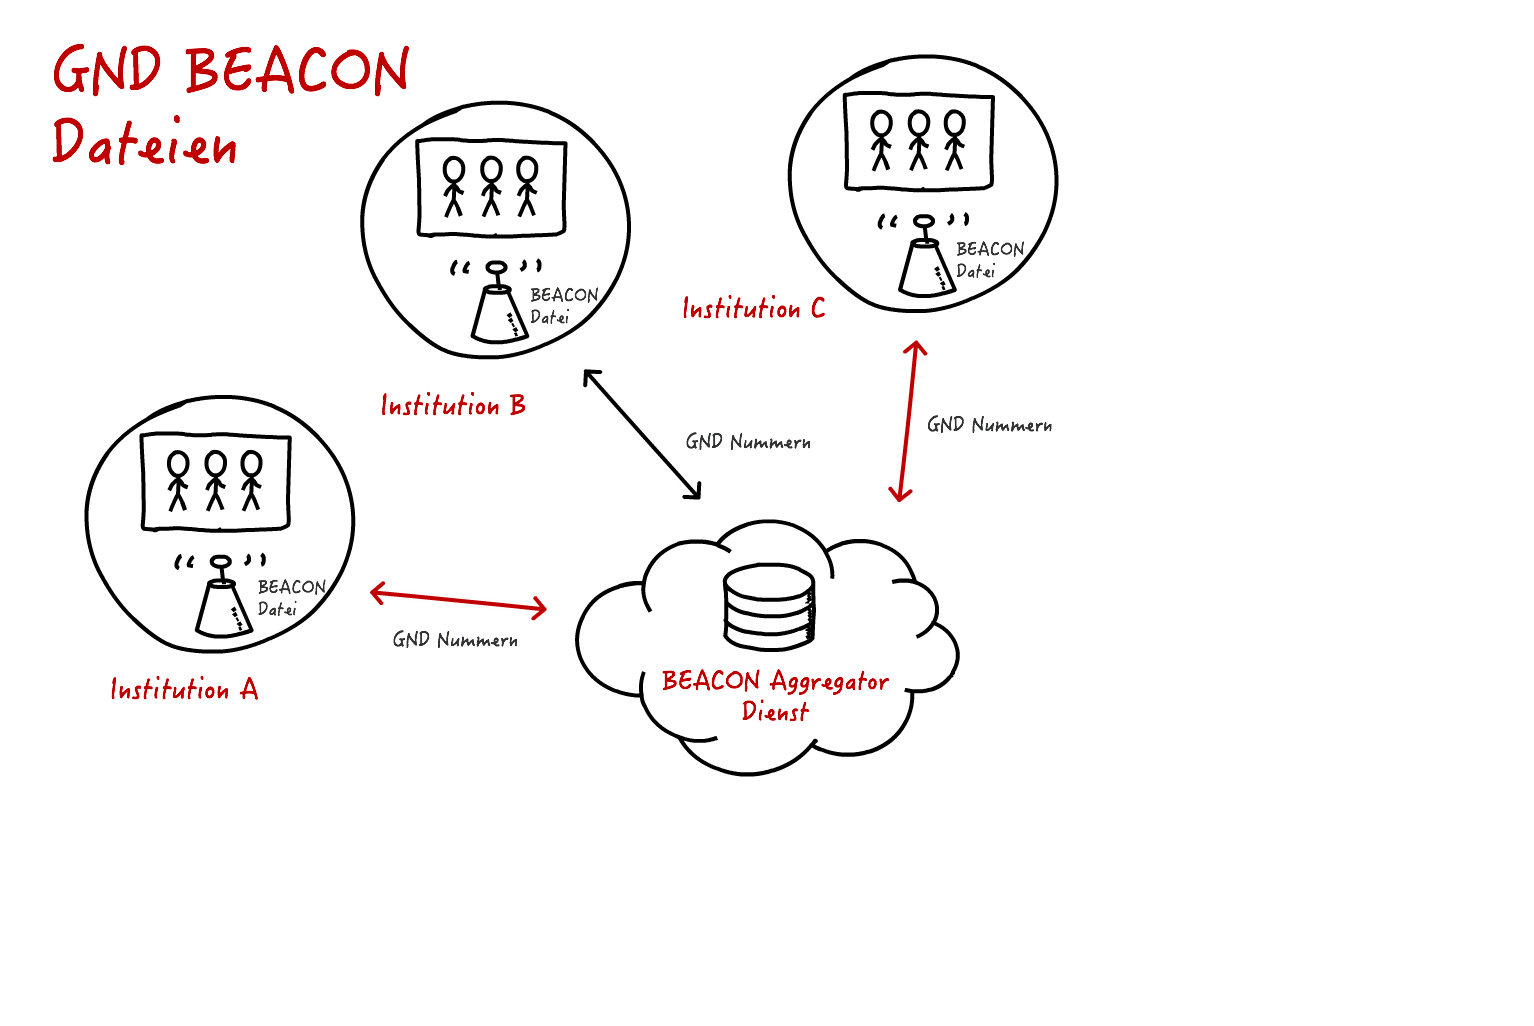 GND BEACON
Dateien
BEACON
Datei
Institution C
BEACON
Datei
Institution B
GND Nummern
GND Nummern
BEACON
Datei
Institution A
GND Nummern
BEACON Aggregator
Dienst